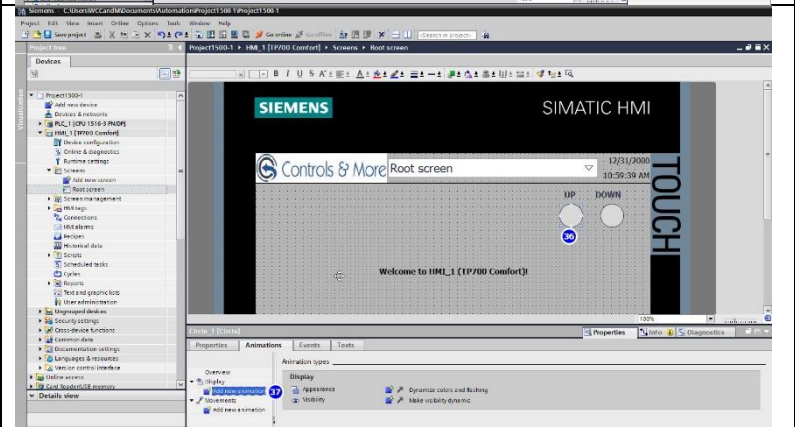 Siemens - C:\Users\WCCandM\Documents\Automation\Project1500-1\Project1500-1
Project Edit View Insert Online Options Tools Window Help
Save project Go online Go offline <Search in project>
Project tree
Project1500-1 ▸ HMI_1 [TP700 Comfort] ▸ Screens ▸ Root screen
Devices
Visualization
Project1500-1
Add new device
Devices & networks
PLC_1 [CPU 1516-3 PN/DP]
HMI_1 [TP700 Comfort]
Device configuration
Online & diagnostics
Runtime settings
Screens
Add new screen
Root screen
Screen management
HMI tags
Connections
HMI alarms
Recipes
Historical data
Scripts
Scheduled tasks
Cycles
Reports
Text and graphic lists
User administration
Ungrouped devices
Security settings
Cross-device functions
Common data
Documentation settings
Languages & resources
Version control interface
Online access
Card Reader/USB memory
Details view
SIEMENS
SIMATIC HMI
TOUCH
Controls & More
Root screen
12/31/2000
10:59:39 AM
UP DOWN
36
Welcome to HMI_1 (TP700 Comfort)!
100%
Circle_1 [Circle]
Properties Info Diagnostics
Properties Animations Events Texts
Overview
Display
Add new animation
37
Movements
Add new animation
Animation types
Display
Appearance Dynamize colors and flashing
Visibility Make visibility dynamic